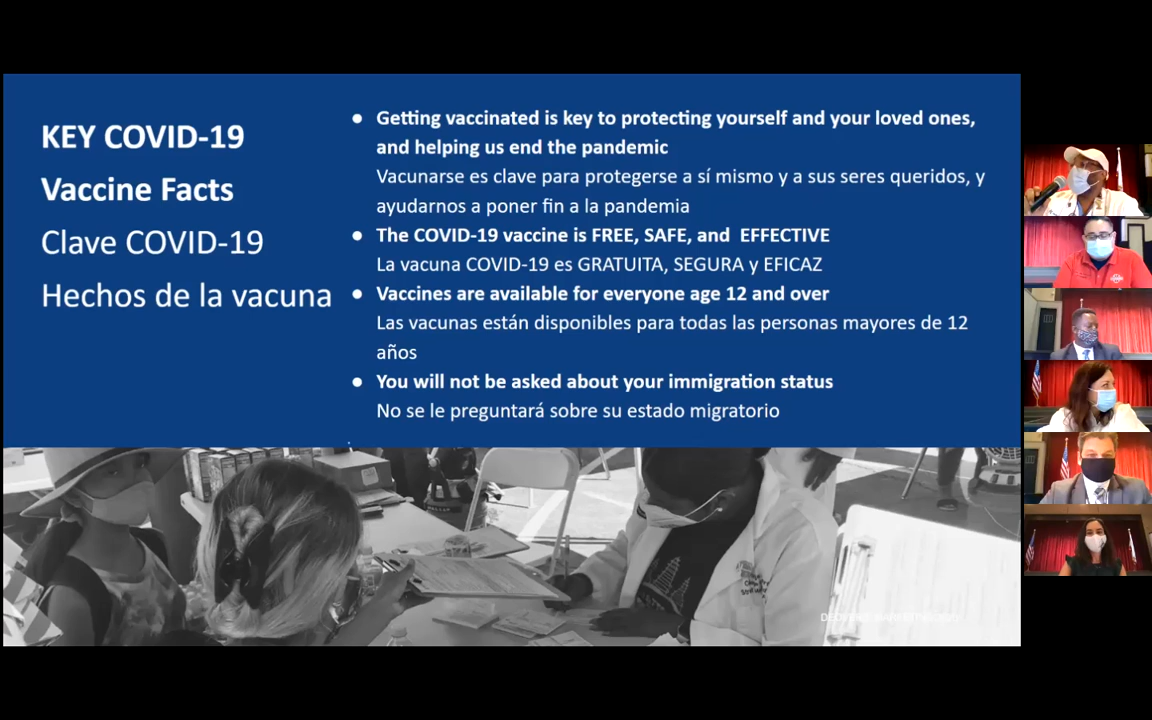 KEY COVID-19
Vaccine Facts
Clave COVID-19
Hechos de la vacuna
● Getting vaccinated is key to protecting yourself and your loved ones,
and helping us end the pandemic
Vacunarse es clave para protegerse a sí mismo y a sus seres queridos, y
ayudarnos a poner fin a la pandemia
● The COVID-19 vaccine is FREE, SAFE, and EFFECTIVE
La vacuna COVID-19 es GRATUITA, SEGURA y EFICAZ
● Vaccines are available for everyone age 12 and over
Las vacunas están disponibles para todas las personas mayores de 12
años
● You will not be asked about your immigration status
No se le preguntará sobre su estado migratorio